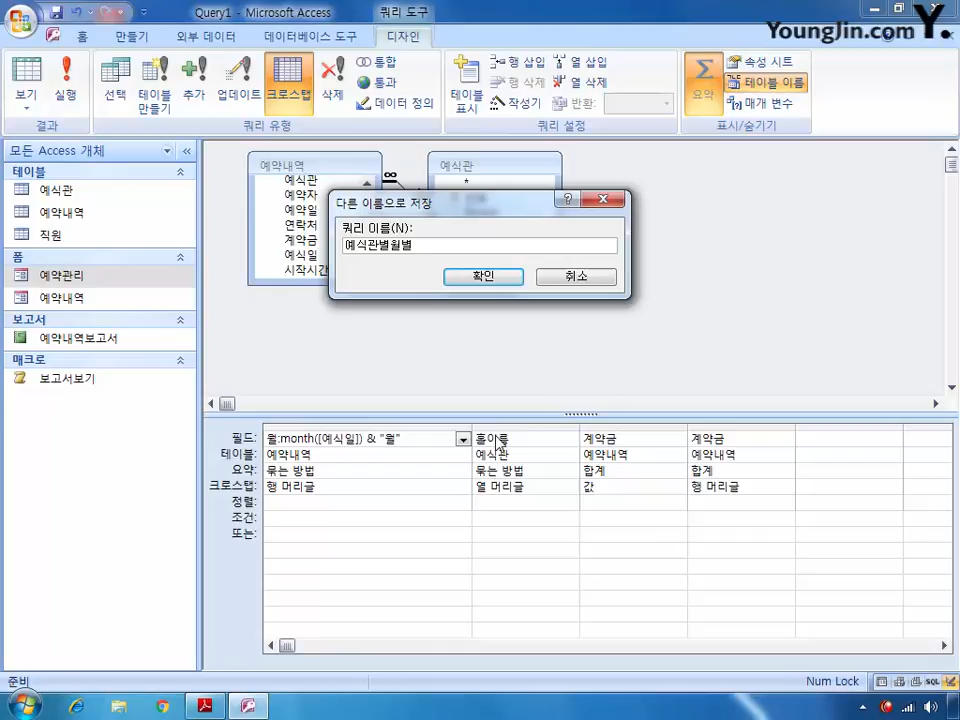 Query1 - Microsoft Access
쿼리 도구
YoungJin.com Y.
홈
만들기
외부 데이터
데이터베이스 도구
디자인
보기
실행
선택
테이블 만들기
추가
업데이트
크로스탭
삭제
통합
통과
데이터 정의
테이블 표시
행 삽입
행 삭제
작성기
열 삽입
열 삭제
반환:
요약
속성 시트
테이블 이름
매개 변수
결과
쿼리 유형
쿼리 설정
표시/숨기기
모든 Access 개체
테이블
예식관
예약내역
직원
폼
예약관리
예약내역
보고서
예약내역보고서
매크로
보고서보기
예약내역
예식관
예약자
예약일
연락처
계약금
예식일
시작시간
예식관
*
다른 이름으로 저장
쿼리 이름(N):
예식관별월별
확인
취소
필드: 월:month([예식일]) & "월" 홀이름 계약금 계약금
테이블: 예약내역 예식관 예약내역 예약내역
요약: 묶는 방법 묶는 방법 합계 합계
크로스탭: 행 머리글 열 머리글 값 행 머리글
정렬:
조건:
또는:
준비
Num Lock
SQL